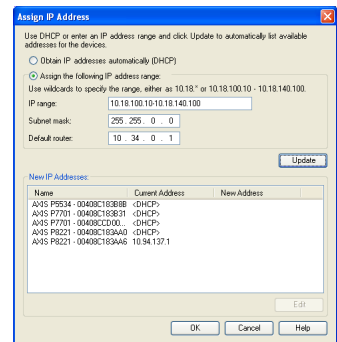 Assign IP Address
Use DHCP or enter an IP address range and click Update to automatically list available
addresses for the devices.
Obtain IP addresses automatically (DHCP)
Assign the following IP address range:
Use wildcards to specify the range, either as 10.18.* or 10.18.100.10 - 10.18.140.100.
IP range: 10.18.100.10-10.18.140.100
Subnet mask: 255 . 255 . 0 . 0
Default router: 10 . 34 . 0 . 1
Update
New IP Addresses:
Name Current Address New Address
AXIS P5534 - 00408C183B8B <DHCP>
AXIS P7701 - 00408C183B31 <DHCP>
AXIS P7701 - 00408CCD00... <DHCP>
AXIS P8221 - 00408C183AA0 <DHCP>
AXIS P8221 - 00408C183AA6 10.94.137.1
Edit
OK Cancel Help